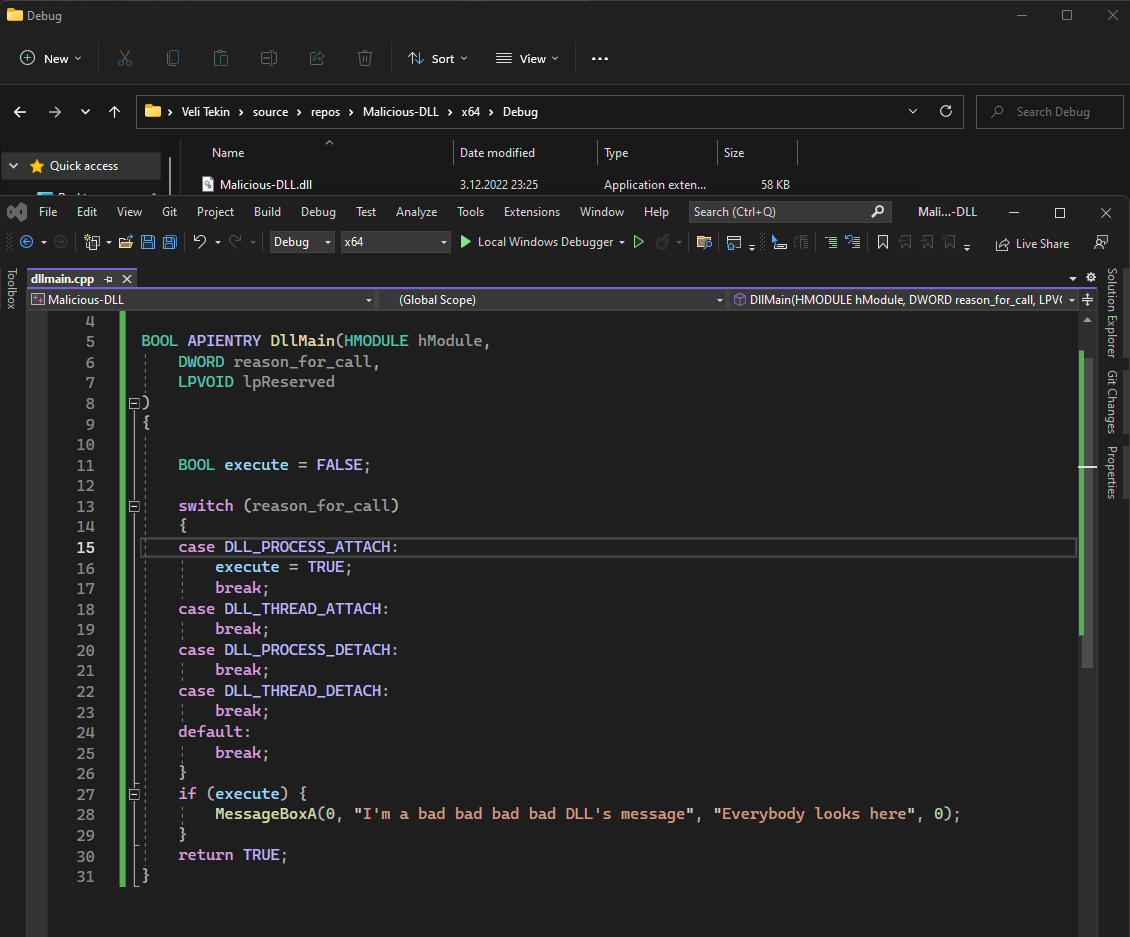 Debug
New Sort View
Veli Tekin source repos Malicious-DLL x64 Debug Search Debug
Name Date modified Type Size
Quick access
Malicious-DLL.dll 3.12.2022 23:25 Application exten... 58 KB
File Edit View Git Project Build Debug Test Analyze Tools Extensions Window Help Search (Ctrl+Q) Mali...-DLL
Debug x64 Local Windows Debugger Live Share
Toolbox
dllmain.cpp
Malicious-DLL (Global Scope) DllMain(HMODULE hModule, DWORD reason_for_call, LPV(
Solution Explorer
Git Changes
Properties
4
5 BOOL APIENTRY DllMain(HMODULE hModule,
6 DWORD reason_for_call,
7 LPVOID lpReserved
8 )
9 {
10
11 BOOL execute = FALSE;
12
13 switch (reason_for_call)
14 {
15 case DLL_PROCESS_ATTACH:
16 execute = TRUE;
17 break;
18 case DLL_THREAD_ATTACH:
19 break;
20 case DLL_PROCESS_DETACH:
21 break;
22 case DLL_THREAD_DETACH:
23 break;
24 default:
25 break;
26 }
27 if (execute) {
28 MessageBoxA(0, "I'm a bad bad bad bad DLL's message", "Everybody looks here", 0);
29 }
30 return TRUE;
31 }